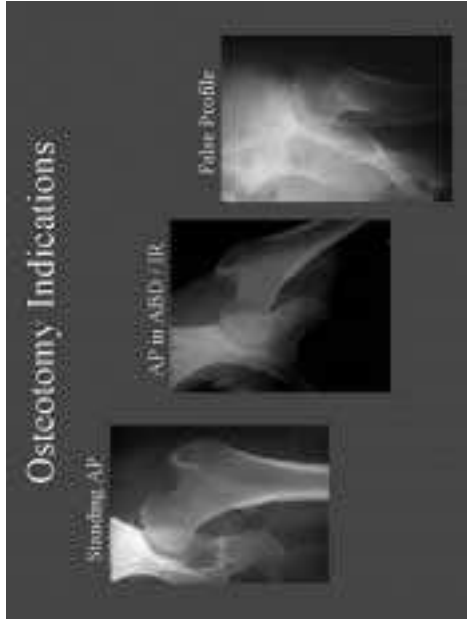 Osteotomy Indications
Standing AP
AP in ABD / IR
False Profile